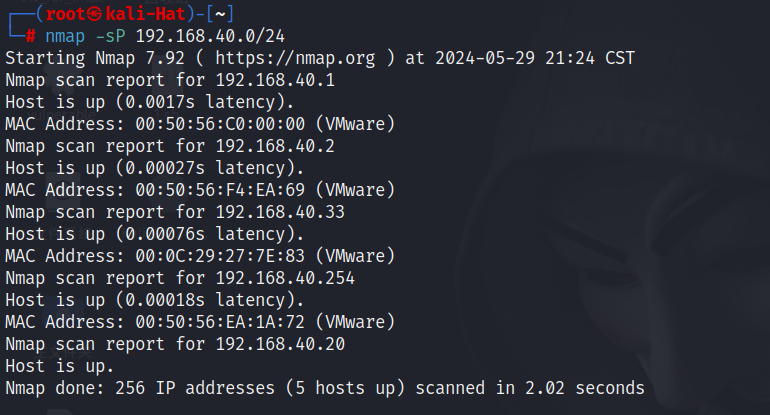 ┌──(root㉿kali-Hat)-[~]
└─# nmap -sP 192.168.40.0/24
Starting Nmap 7.92 ( https://nmap.org ) at 2024-05-29 21:24 CST
Nmap scan report for 192.168.40.1
Host is up (0.0017s latency).
MAC Address: 00:50:56:C0:00:00 (VMware)
Nmap scan report for 192.168.40.2
Host is up (0.00027s latency).
MAC Address: 00:50:56:F4:EA:69 (VMware)
Nmap scan report for 192.168.40.33
Host is up (0.00076s latency).
MAC Address: 00:0C:29:27:7E:83 (VMware)
Nmap scan report for 192.168.40.254
Host is up (0.00018s latency).
MAC Address: 00:50:56:EA:1A:72 (VMware)
Nmap scan report for 192.168.40.20
Host is up.
Nmap done: 256 IP addresses (5 hosts up) scanned in 2.02 seconds